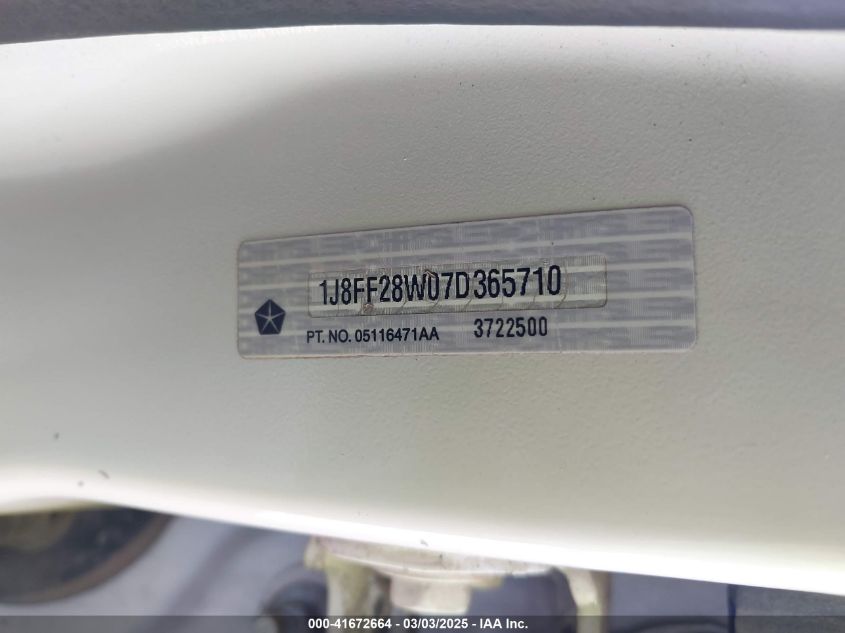 1J8FF28W07D365710
PT. NO. 05116471AA 3722500
000-41672664 - 03/03/2025 - IAA Inc.